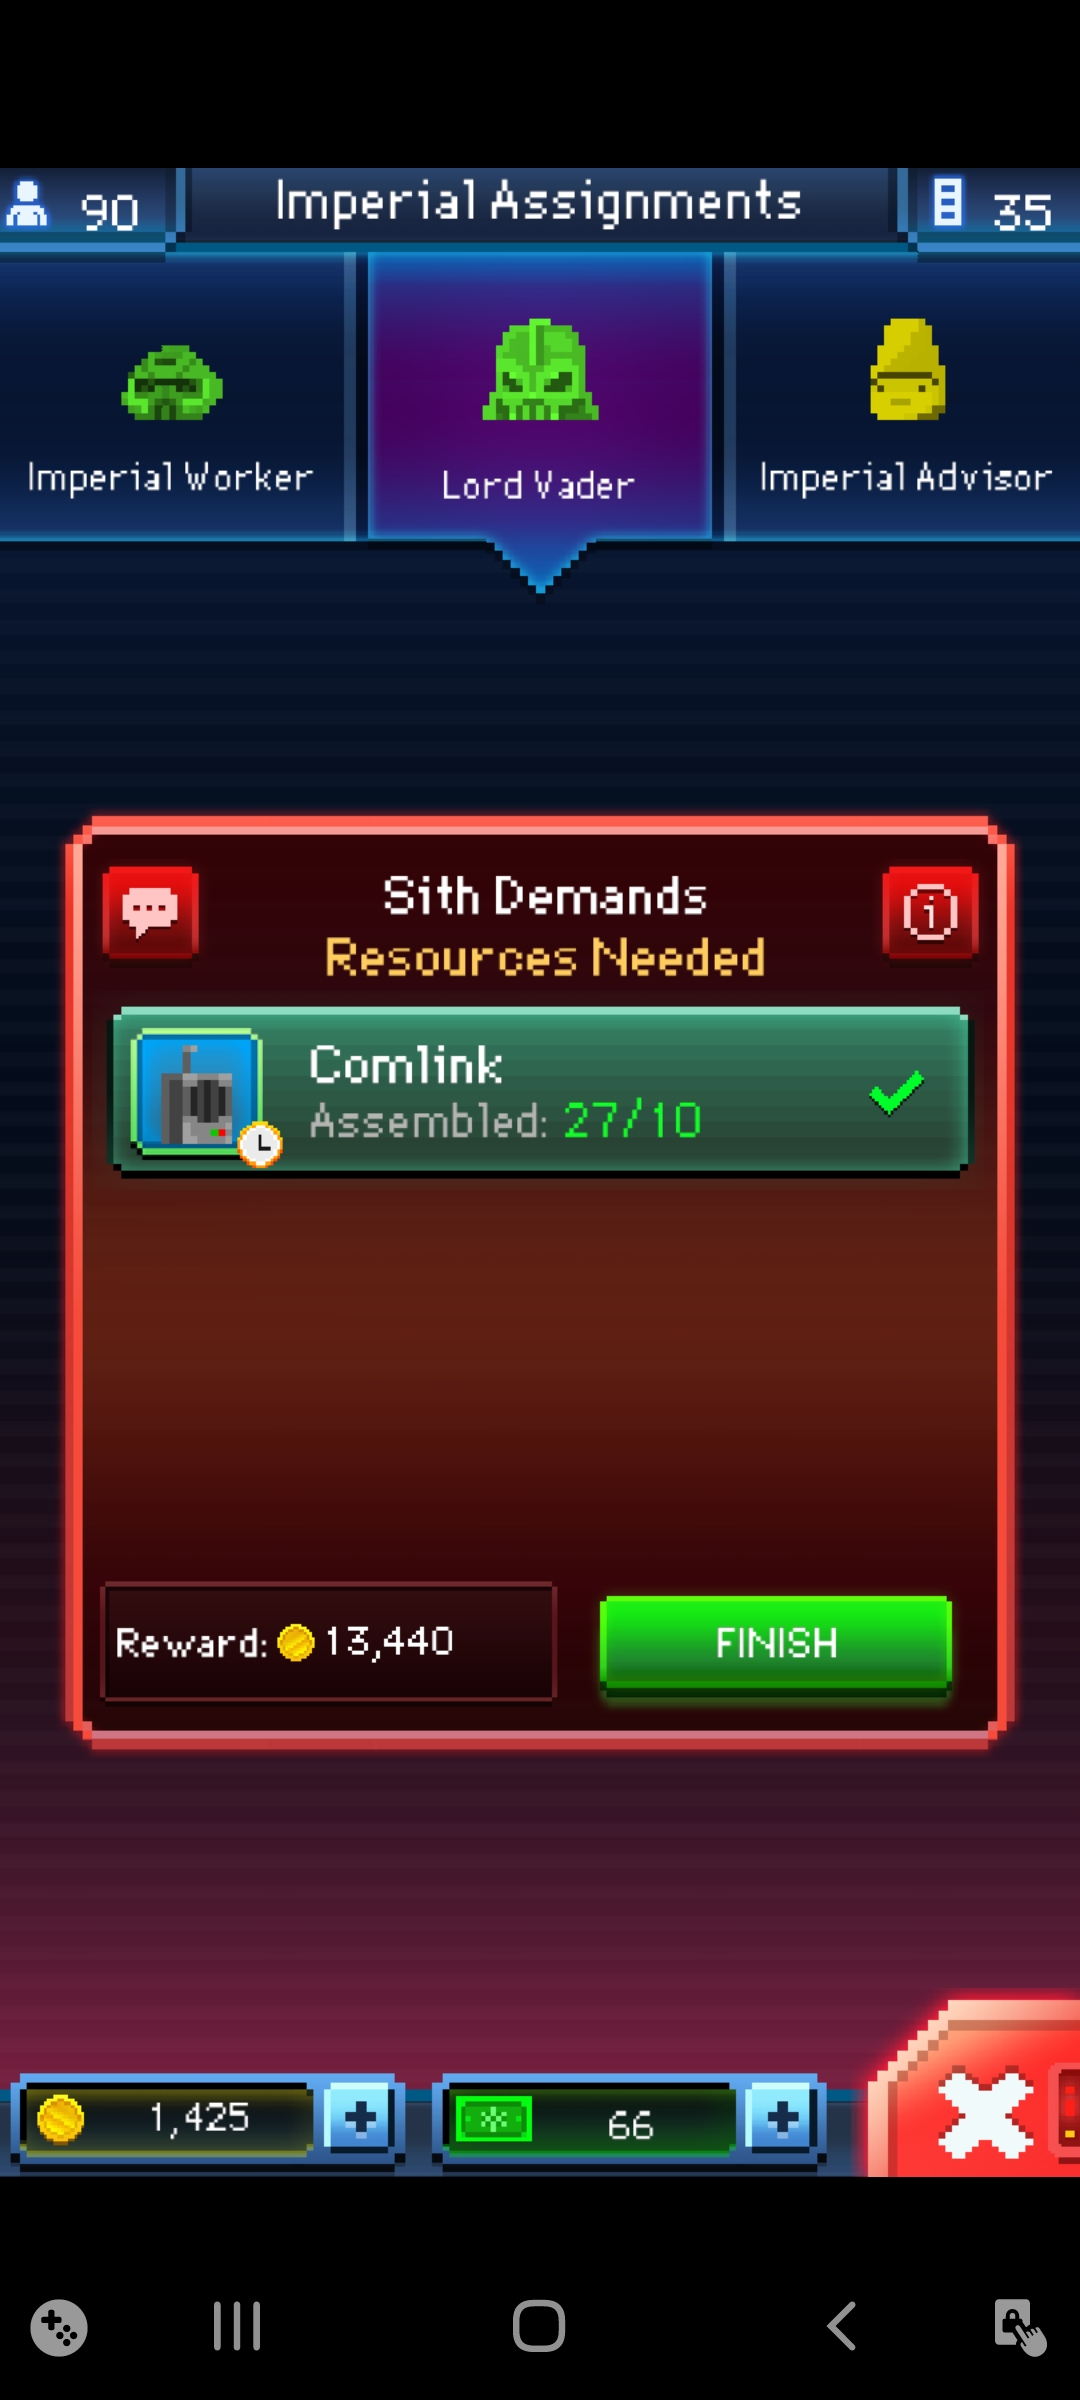 90
Imperial Assignments
35
Imperial Worker
Lord Vader
Imperial Advisor
Sith Demands
Resources Needed
Comlink
Assembled: 27/10
Reward: 13,440
FINISH
1,425
66